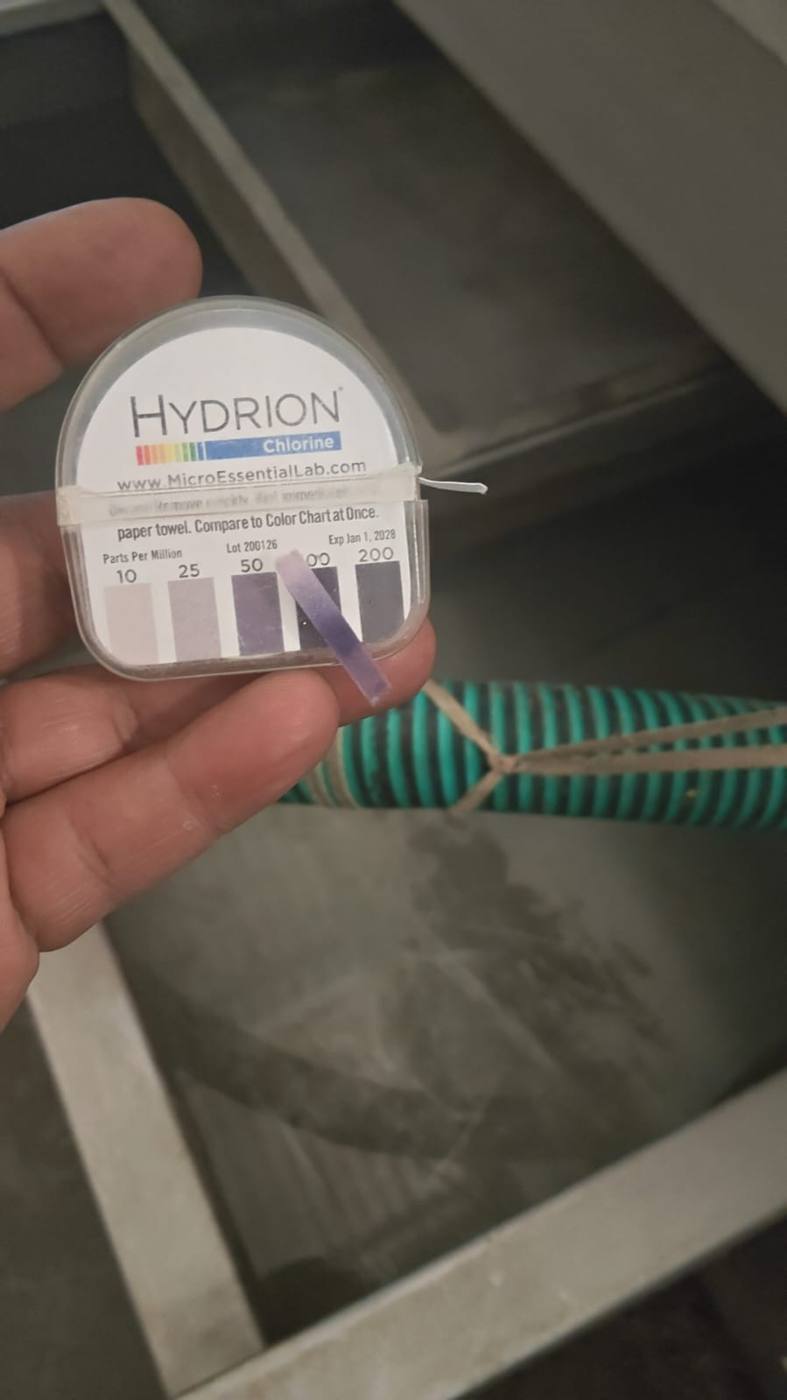 HYDRION
Chlorine
www.MicroEssentialLab.com
paper towel. Compare to Color Chart at Once.
Parts Per Million
Lot 200126
Exp Jan 1, 2028
10 25 50 00 200